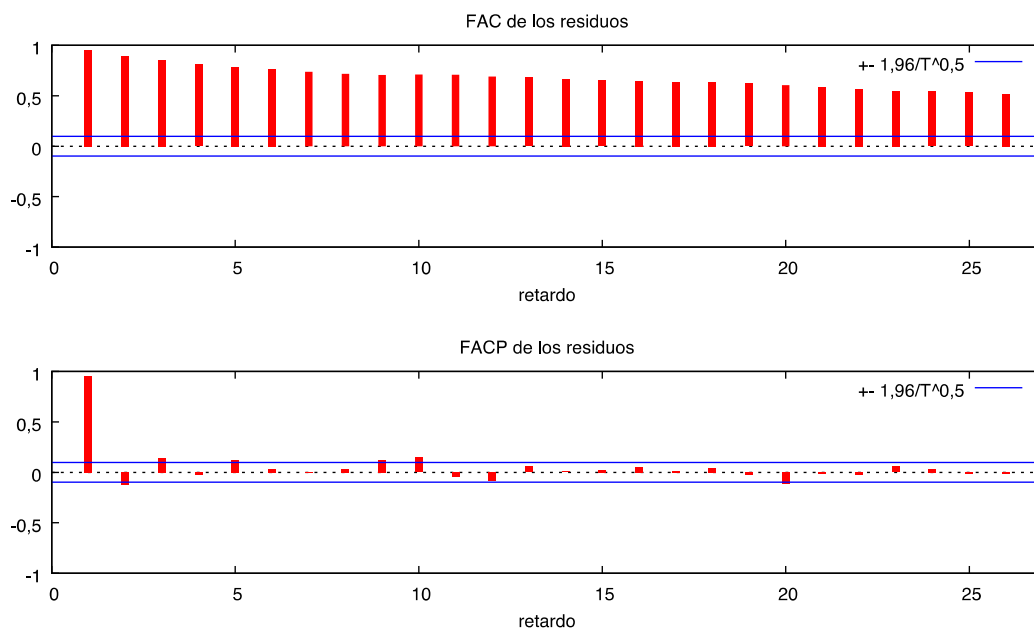 FAC de los residuos
+- 1,96/T^0,5
1
0,5
0
-0,5
-1
0 5 10 15 20 25
retardo
FACP de los residuos
+- 1,96/T^0,5
1
0,5
0
-0,5
-1
0 5 10 15 20 25
retardo